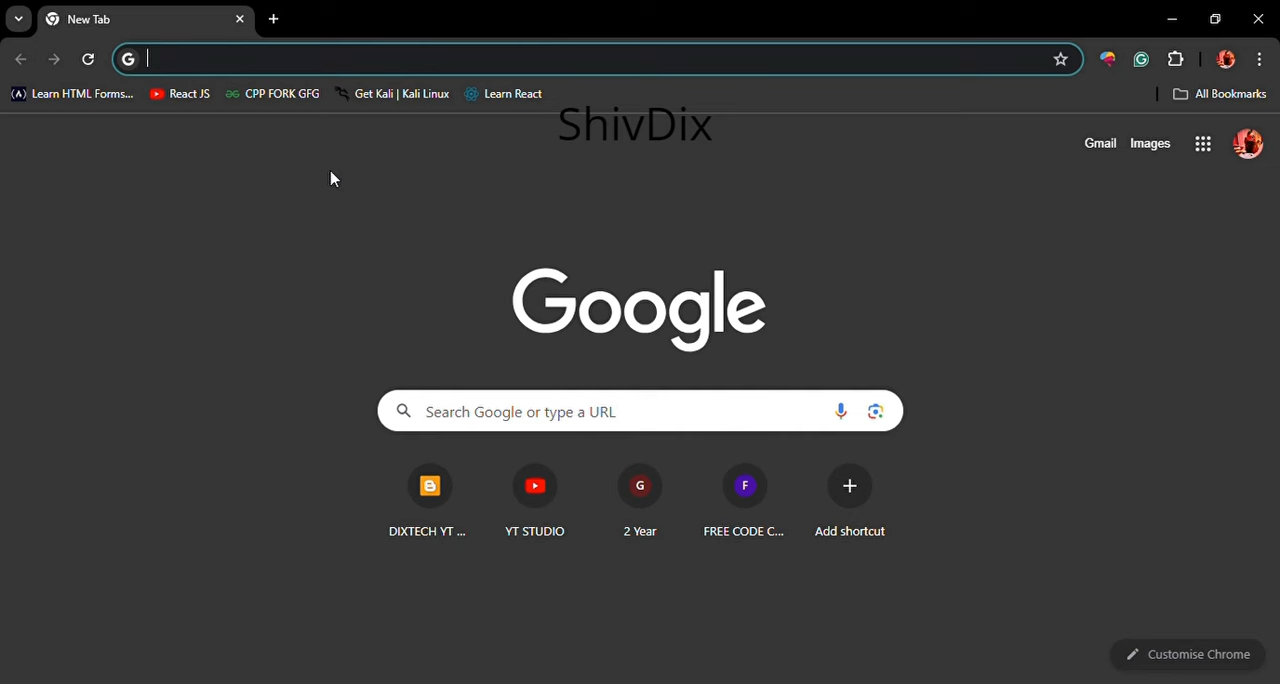 New Tab
Learn HTML Forms...
React JS
CPP FORK GFG
Get Kali | Kali Linux
Learn React
All Bookmarks
ShivDix
Gmail
Images
Google
Search Google or type a URL
DIXTECH YT ...
YT STUDIO
G
2 Year
F
FREE CODE C...
Add shortcut
Customise Chrome